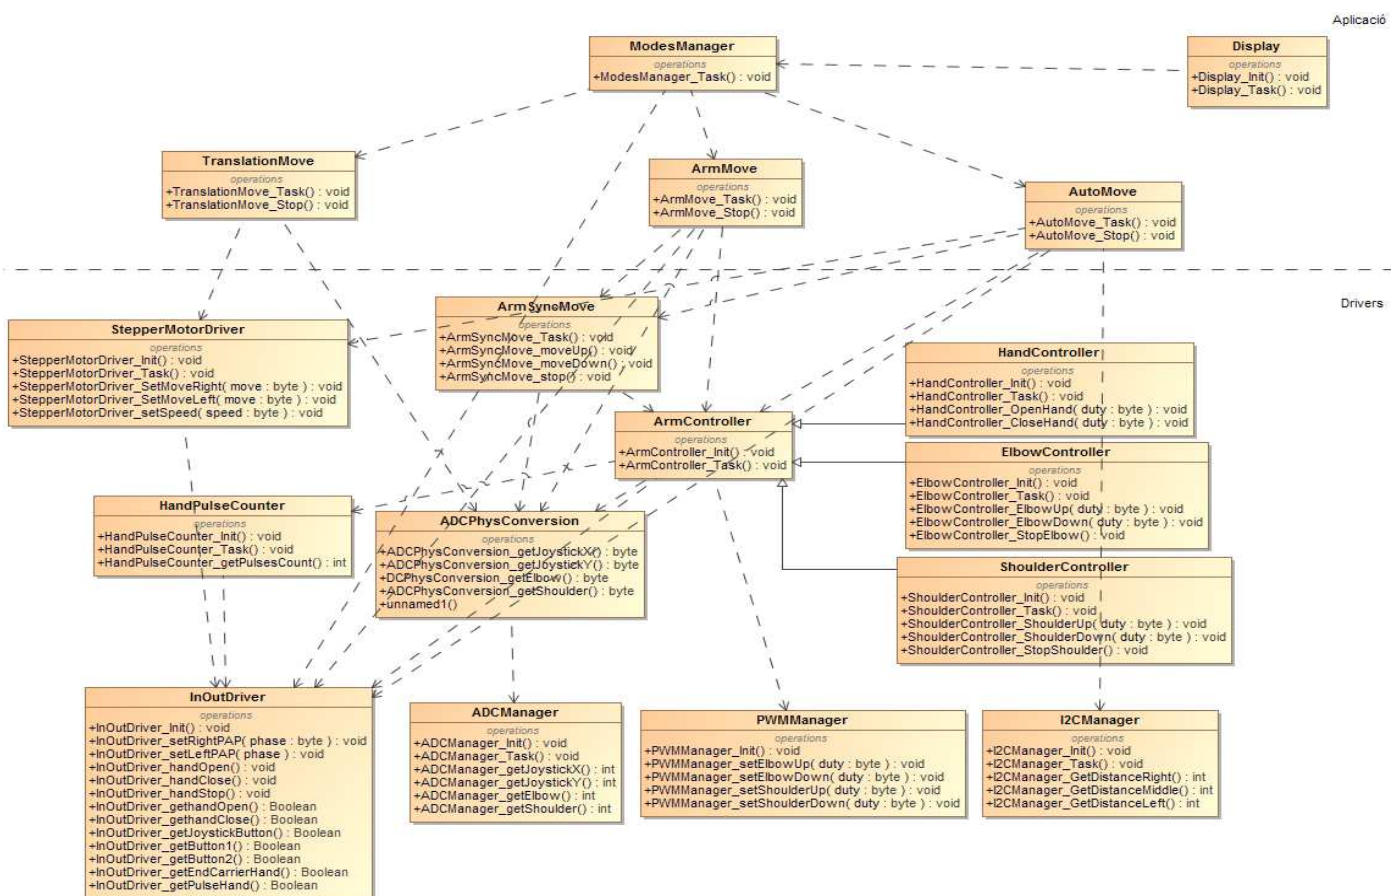 Aplicació
ModesManager
operations
+ModesManager_Task() : void
Display
operations
+Display_Init() : void
+Display_Task() : void
TranslationMove
operations
+TranslationMove_Task() : void
+TranslationMove_Stop() : void
ArmMove
operations
+ArmMove_Task() : void
+ArmMove_Stop() : void
AutoMove
operations
+AutoMove_Task() : void
+AutoMove_Stop() : void
Drivers
StepperMotorDriver
operations
+StepperMotorDriver_Init() : void
+StepperMotorDriver_Task() : void
+StepperMotorDriver_SetMoveRight( move : byte ) : void
+StepperMotorDriver_SetMoveLeft( move : byte ) : void
+StepperMotorDriver_setSpeed( speed : byte ) : void
ArmSyncMove
operations
+ArmSyncMove_Task() : void
+ArmSyncMove_moveUp() : void
+ArmSyncMove_moveDown() : void
+ArmSyncMove_stop() : void
HandController
operations
+HandController_Init() : void
+HandController_Task() : void
+HandController_OpenHand( duty : byte ) : void
+HandController_CloseHand( duty : byte ) : void
ArmController
operations
+ArmController_Init() : void
+ArmController_Task() : void
ElbowController
operations
+ElbowController_Init() : void
+ElbowController_Task() : void
+ElbowController_ElbowUp( duty : byte ) : void
+ElbowController_ElbowDown( duty : byte ) : void
+ElbowController_StopElbow() : void
HandPulseCounter
operations
+HandPulseCounter_Init() : void
+HandPulseCounter_Task() : void
+HandPulseCounter_getPulsesCount() : int
ADCPhysConversion
operations
+ADCPhysConversion_getJoystickX() : byte
+ADCPhysConversion_getJoystickY() : byte
+DCPhysConversion_getElbow() : byte
+ADCPhysConversion_getShoulder() : byte
+unnamed1()
ShoulderController
operations
+ShoulderController_Init() : void
+ShoulderController_Task() : void
+ShoulderController_ShoulderUp( duty : byte ) : void
+ShoulderController_ShoulderDown( duty : byte ) : void
+ShoulderController_StopShoulder() : void
InOutDriver
operations
+InOutDriver_Init() : void
+InOutDriver_setRightPAP( phase : byte ) : void
+InOutDriver_setLeftPAP( phase ) : void
+InOutDriver_handOpen() : void
+InOutDriver_handClose() : void
+InOutDriver_handStop() : void
+InOutDriver_gethandOpen() : Boolean
+InOutDriver_gethandClose() : Boolean
+InOutDriver_getJoystickButton() : Boolean
+InOutDriver_getButton1() : Boolean
+InOutDriver_getButton2() : Boolean
+InOutDriver_getEndCarrierHand() : Boolean
+InOutDriver_getPulseHand() : Boolean
ADCManager
operations
+ADCManager_Init() : void
+ADCManager_Task() : void
+ADCManager_getJoystickX() : int
+ADCManager_getJoystickY() : int
+ADCManager_getElbow() : int
+ADCManager_getShoulder() : int
PWMManager
operations
+PWMManager_Init() : void
+PWMManager_setElbowUp( duty : byte ) : void
+PWMManager_setElbowDown( duty : byte ) : void
+PWMManager_setShoulderUp( duty : byte ) : void
+PWMManager_setShoulderDown( duty : byte ) : void
I2CManager
operations
+I2CManager_Init() : void
+I2CManager_Task() : void
+I2CManager_GetDistanceRight() : int
+I2CManager_GetDistanceMiddle() : int
+I2CManager_GetDistanceLeft() : int